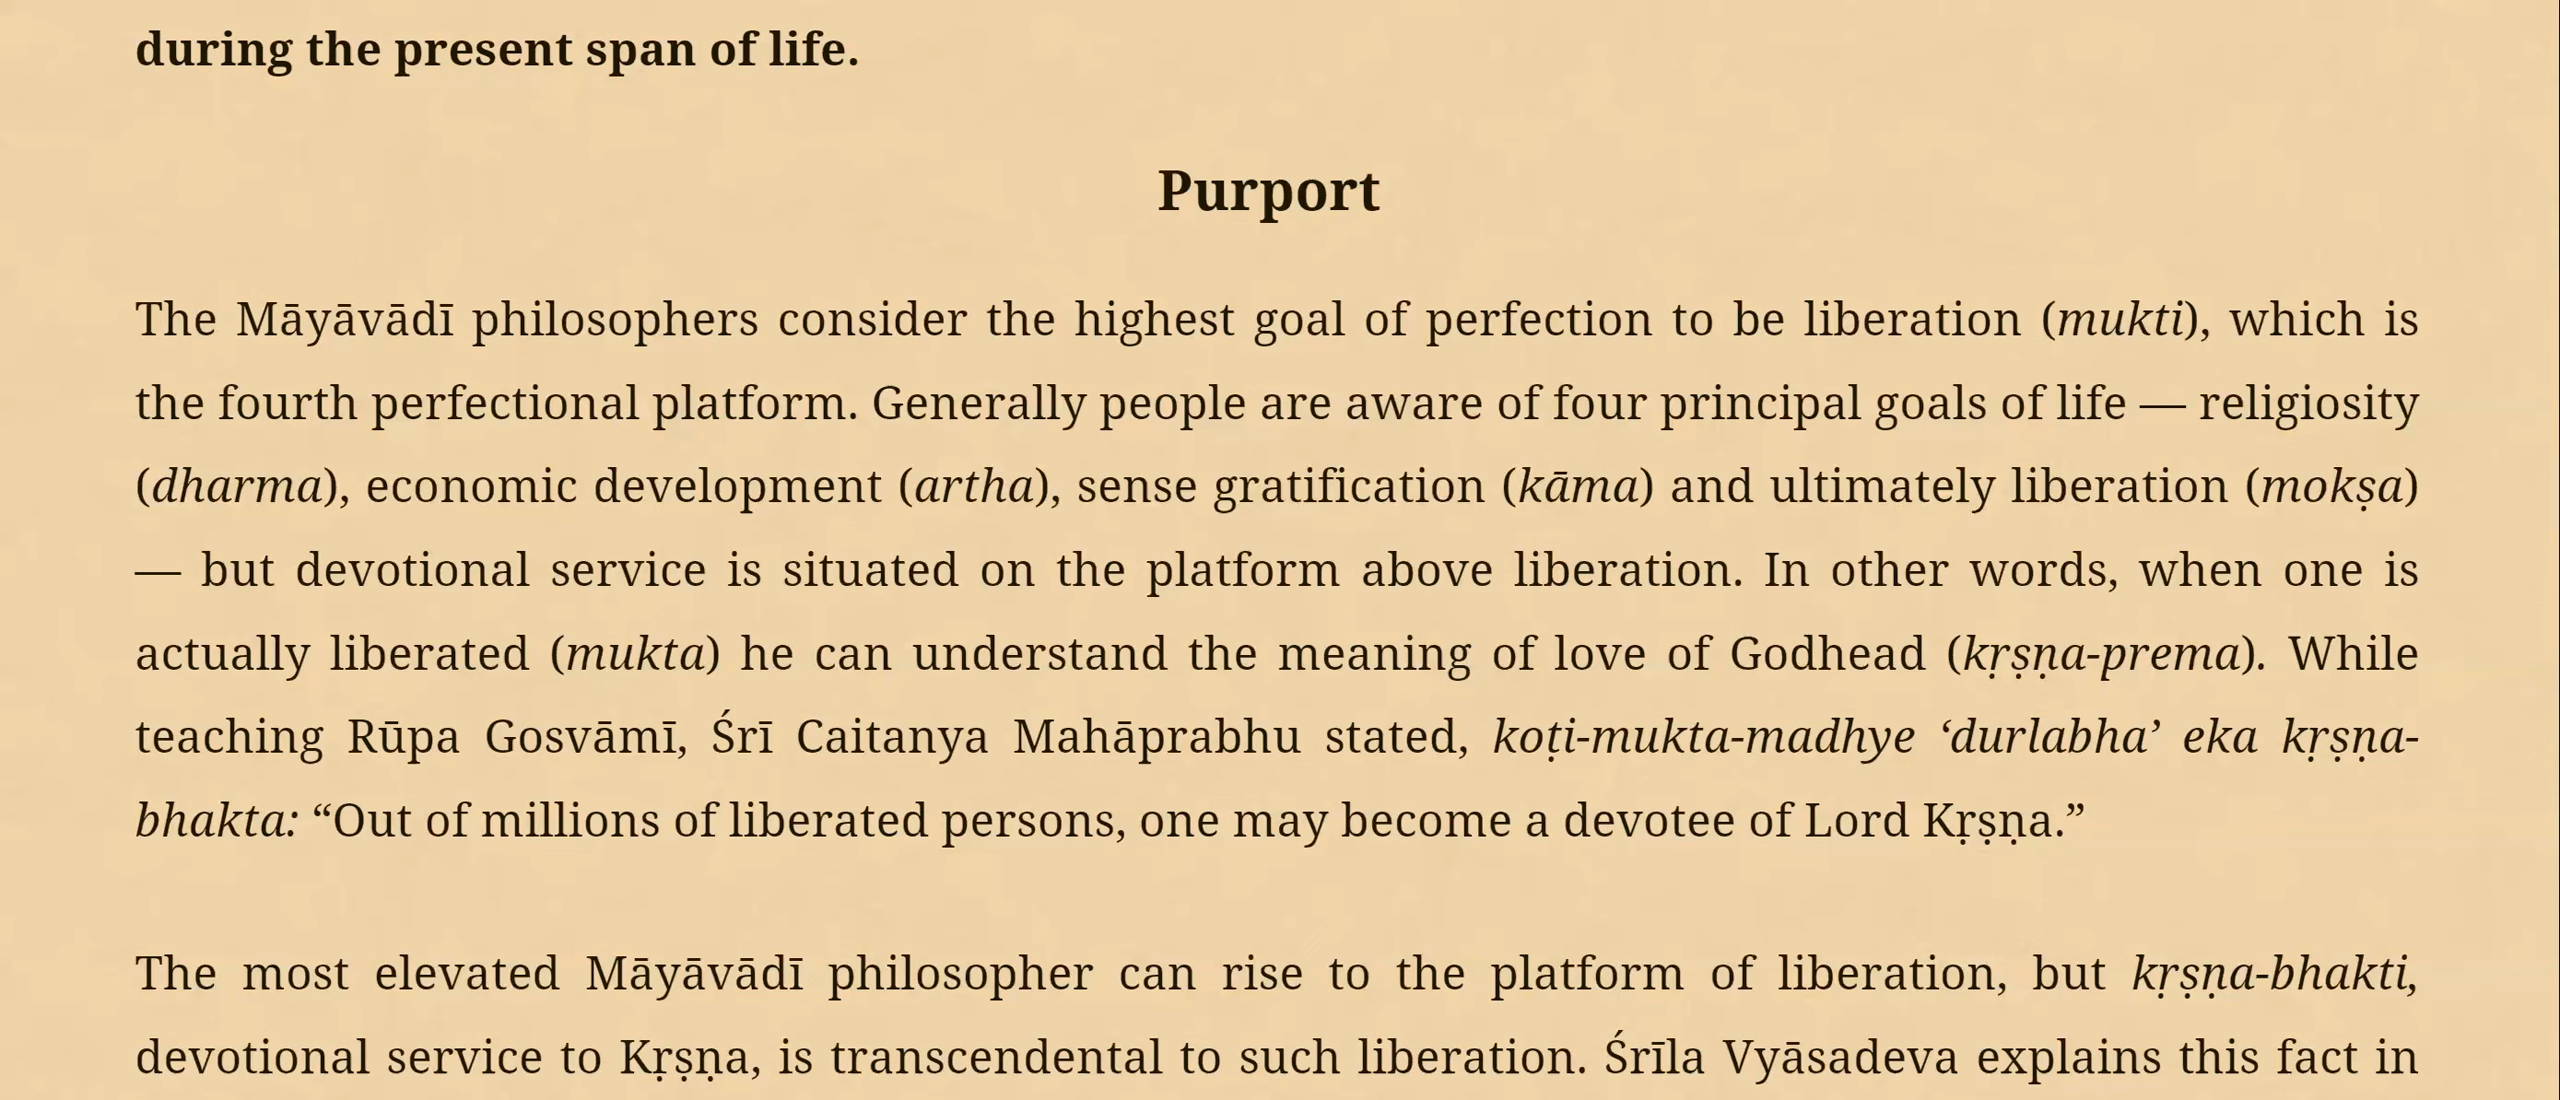 during the present span of life.
Purport
The Māyāvādī philosophers consider the highest goal of perfection to be liberation (mukti), which is
the fourth perfectional platform. Generally people are aware of four principal goals of life — religiosity
(dharma), economic development (artha), sense gratification (kāma) and ultimately liberation (mokṣa)
— but devotional service is situated on the platform above liberation. In other words, when one is
actually liberated (mukta) he can understand the meaning of love of Godhead (kṛṣṇa-prema). While
teaching Rūpa Gosvāmī, Śrī Caitanya Mahāprabhu stated, koṭi-mukta-madhye ‘durlabha’ eka kṛṣṇa-
bhakta: “Out of millions of liberated persons, one may become a devotee of Lord Kṛṣṇa.”
The most elevated Māyāvādī philosopher can rise to the platform of liberation, but kṛṣṇa-bhakti,
devotional service to Kṛṣṇa, is transcendental to such liberation. Śrīla Vyāsadeva explains this fact in